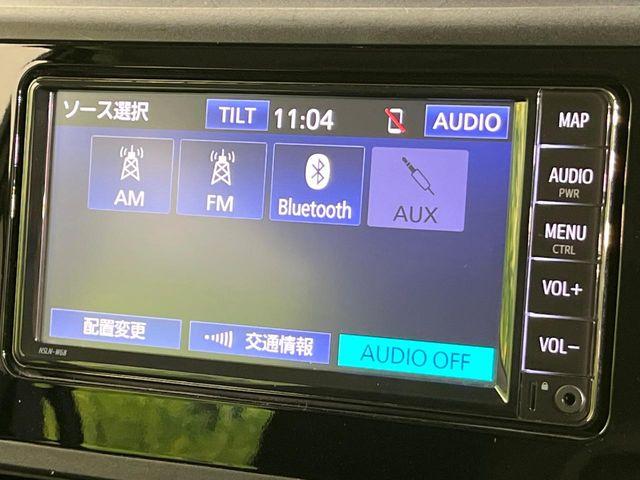 ソース選択
TILT
11:04
AUDIO
AM
FM
Bluetooth
AUX
配置変更
交通情報
AUDIO OFF
NSLN-W68
MAP
AUDIO
PWR
MENU
CTRL
VOL+
VOL-